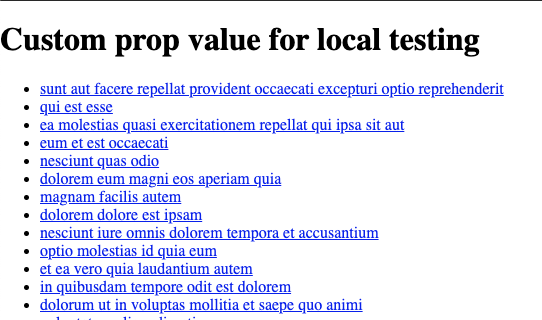 Custom prop value for local testing
sunt aut facere repellat provident occaecati excepturi optio reprehenderit
qui est esse
ea molestias quasi exercitationem repellat qui ipsa sit aut
eum et est occaecati
nesciunt quas odio
dolorem eum magni eos aperiam quia
magnam facilis autem
dolorem dolore est ipsam
nesciunt iure omnis dolorem tempora et accusantium
optio molestias id quia eum
et ea vero quia laudantium autem
in quibusdam tempore odit est dolorem
dolorum ut in voluptas mollitia et saepe quo animi